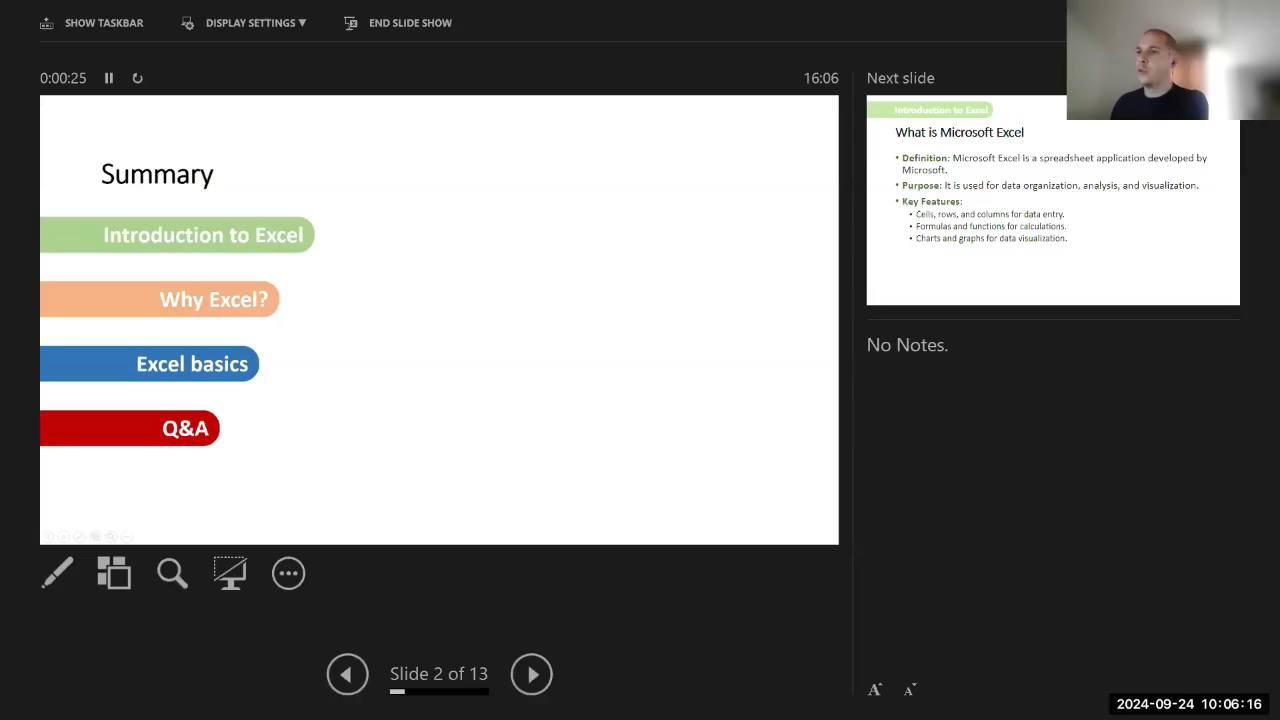 SHOW TASKBAR
DISPLAY SETTINGS ▼
END SLIDE SHOW
0:00:25
16:06
Summary
Introduction to Excel
Why Excel?
Excel basics
Q&A
Slide 2 of 13
Next slide
Introduction to Excel
What is Microsoft Excel
• Definition: Microsoft Excel is a spreadsheet application developed by
Microsoft.
• Purpose: It is used for data organization, analysis, and visualization.
• Key Features:
• Cells, rows, and columns for data entry.
• Formulas and functions for calculations.
• Charts and graphs for data visualization.
No Notes.
A A
2024-09-24 10:06:16